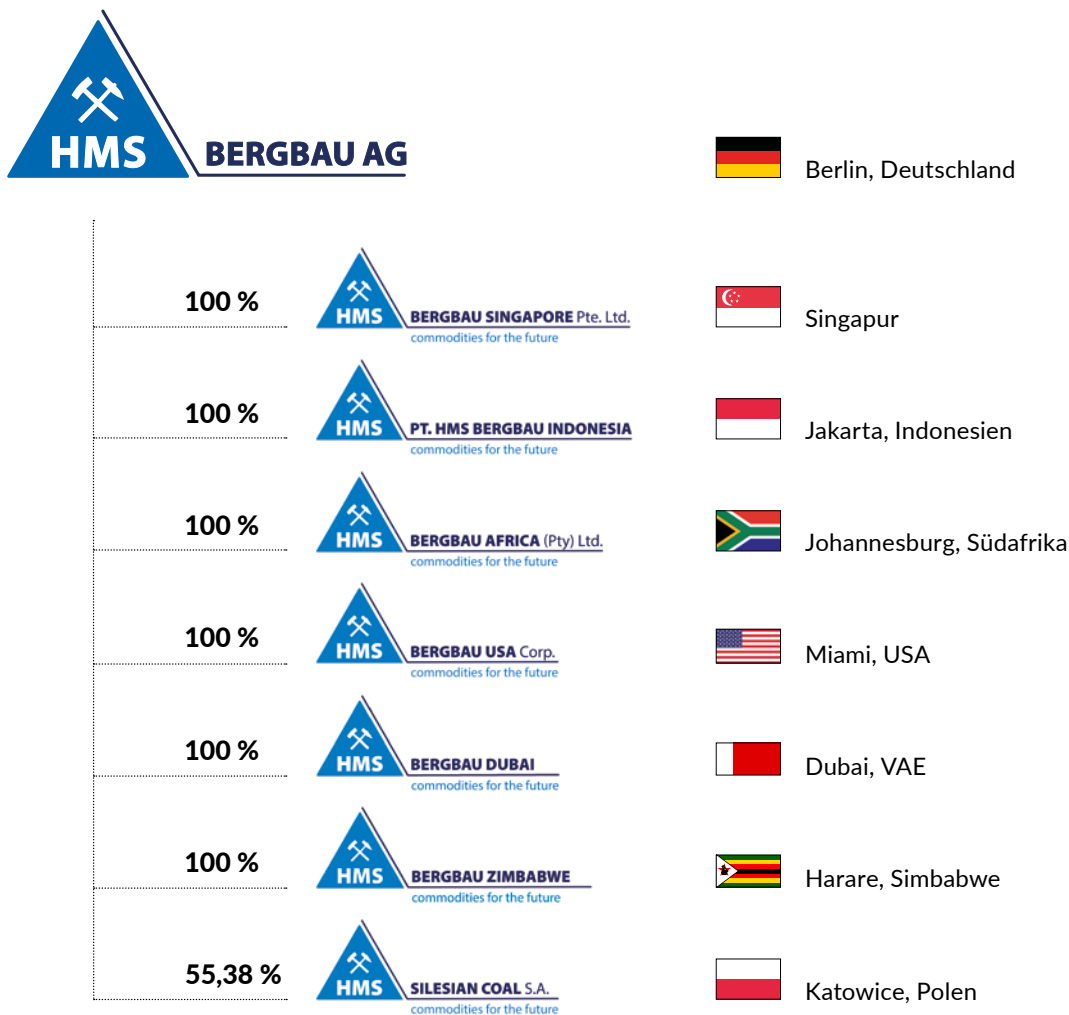 HMS BERGBAU AG
Berlin, Deutschland
100 %
HMS BERGBAU SINGAPORE Pte. Ltd.
commodities for the future
Singapur
100 %
HMS PT. HMS BERGBAU INDONESIA
commodities for the future
Jakarta, Indonesien
100 %
HMS BERGBAU AFRICA (Pty) Ltd.
commodities for the future
Johannesburg, Südafrika
100 %
HMS BERGBAU USA Corp.
commodities for the future
Miami, USA
100 %
HMS BERGBAU DUBAI
commodities for the future
Dubai, VAE
100 %
HMS BERGBAU ZIMBABWE
commodities for the future
Harare, Simbabwe
55,38 %
HMS SILESIAN COAL S.A.
commodities for the future
Katowice, Polen